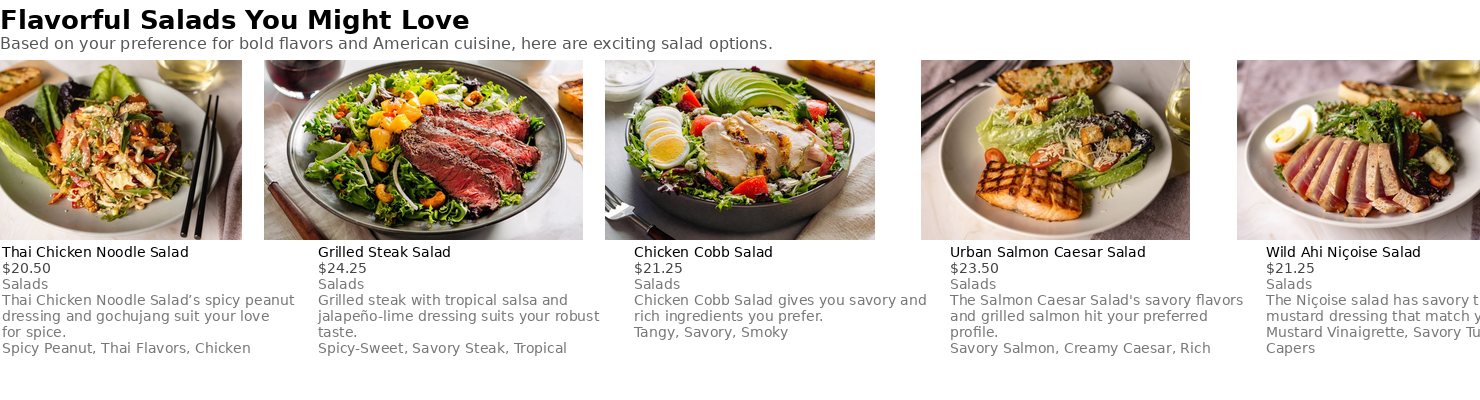 Flavorful Salads You Might Love
Based on your preference for bold flavors and American cuisine, here are exciting salad options.
Thai Chicken Noodle Salad
$20.50
Salads
Thai Chicken Noodle Salad’s spicy peanut
dressing and gochujang suit your love
for spice.
Spicy Peanut, Thai Flavors, Chicken
Grilled Steak Salad
$24.25
Salads
Grilled steak with tropical salsa and
jalapeño-lime dressing suits your robust
taste.
Spicy-Sweet, Savory Steak, Tropical
Chicken Cobb Salad
$21.25
Salads
Chicken Cobb Salad gives you savory and
rich ingredients you prefer.
Tangy, Savory, Smoky
Urban Salmon Caesar Salad
$23.50
Salads
The Salmon Caesar Salad's savory flavors
and grilled salmon hit your preferred
profile.
Savory Salmon, Creamy Caesar, Rich
Wild Ahi Niçoise Salad
$21.25
Salads
The Niçoise salad has savory
mustard dressing that match
Mustard Vinaigrette, Savory
Capers